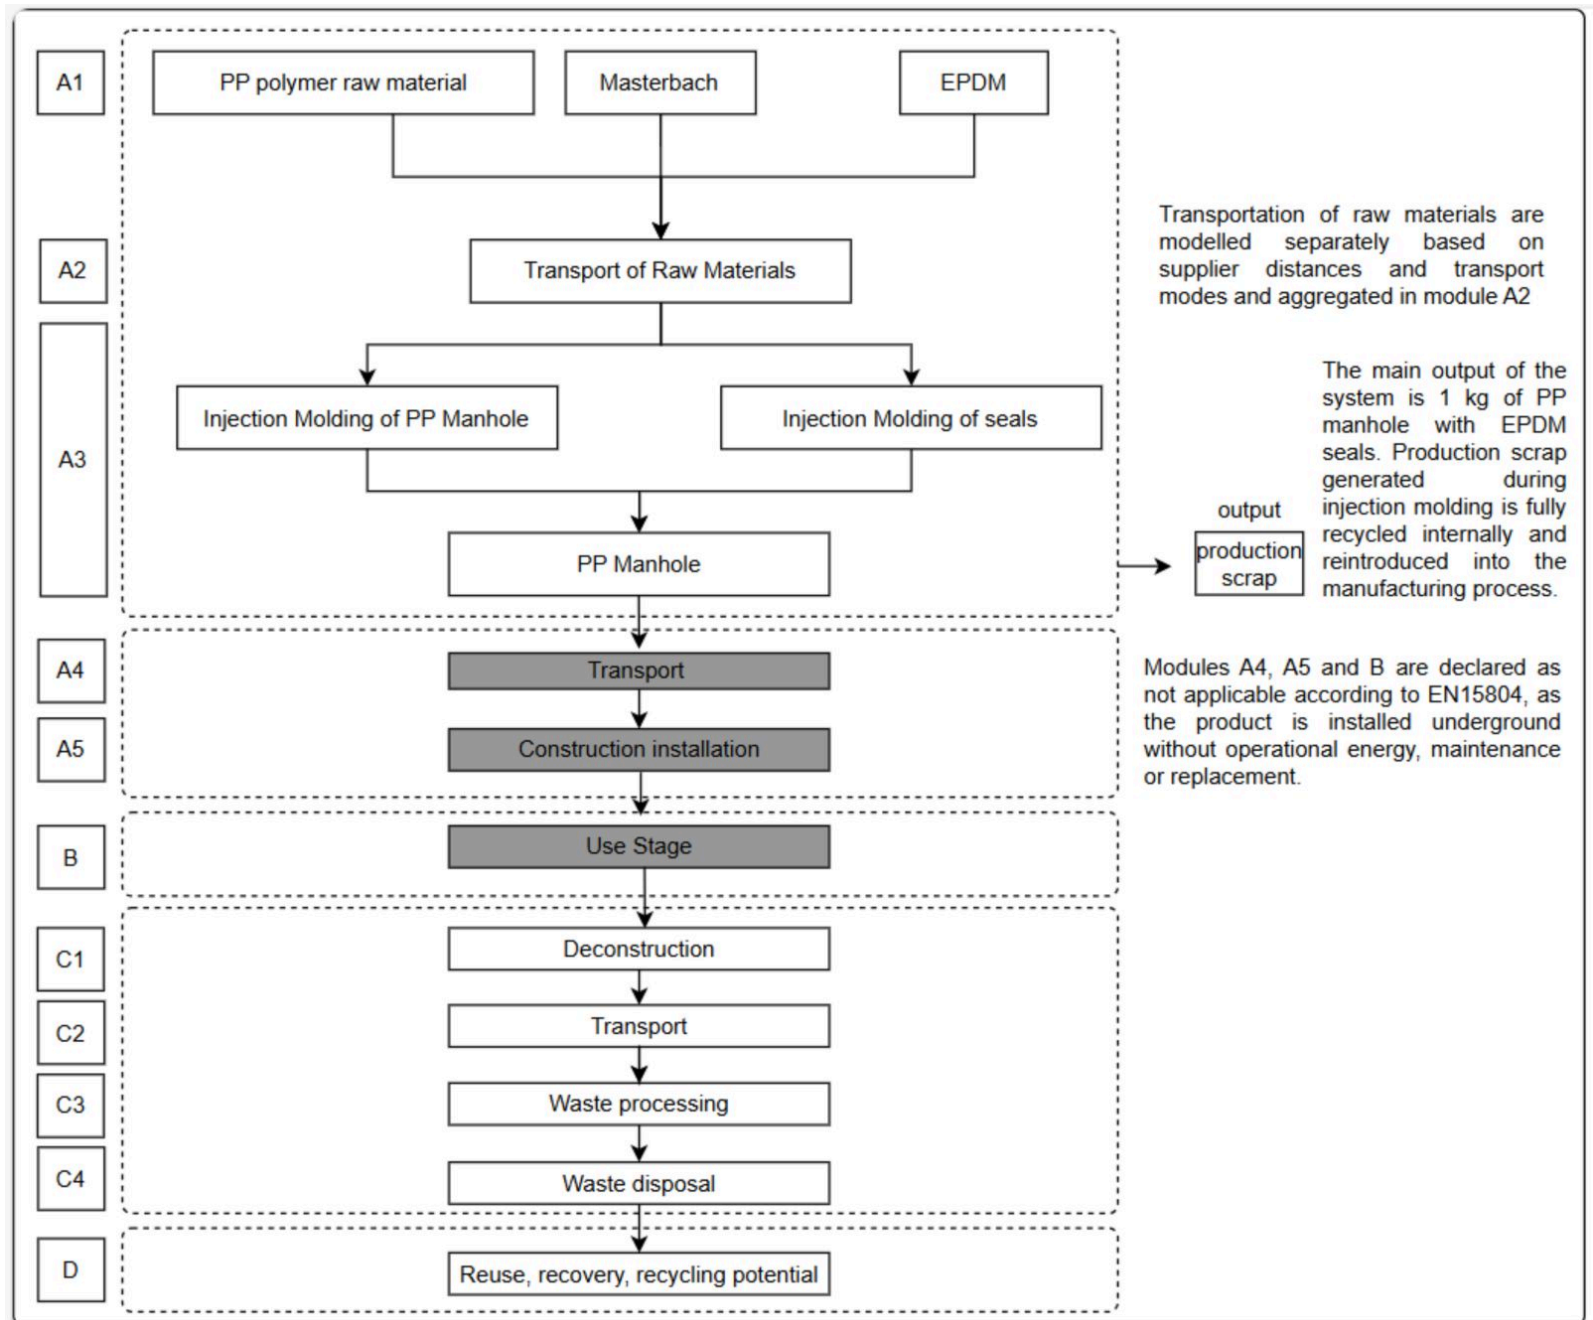 A1
PP polymer raw material
Masterbach
EPDM
Transportation of raw materials are
modelled separately based on
supplier distances and transport
modes and aggregated in module A2
A2
Transport of Raw Materials
A3
Injection Molding of PP Manhole
Injection Molding of seals
PP Manhole
output
production
scrap
The main output of the
system is 1 kg of PP
manhole with EPDM
seals. Production scrap
generated during
injection molding is fully
recycled internally and
reintroduced into the
manufacturing process.
A4
Transport
A5
Construction installation
Modules A4, A5 and B are declared as
not applicable according to EN15804, as
the product is installed underground
without operational energy, maintenance
or replacement.
B
Use Stage
C1
Deconstruction
C2
Transport
C3
Waste processing
C4
Waste disposal
D
Reuse, recovery, recycling potential